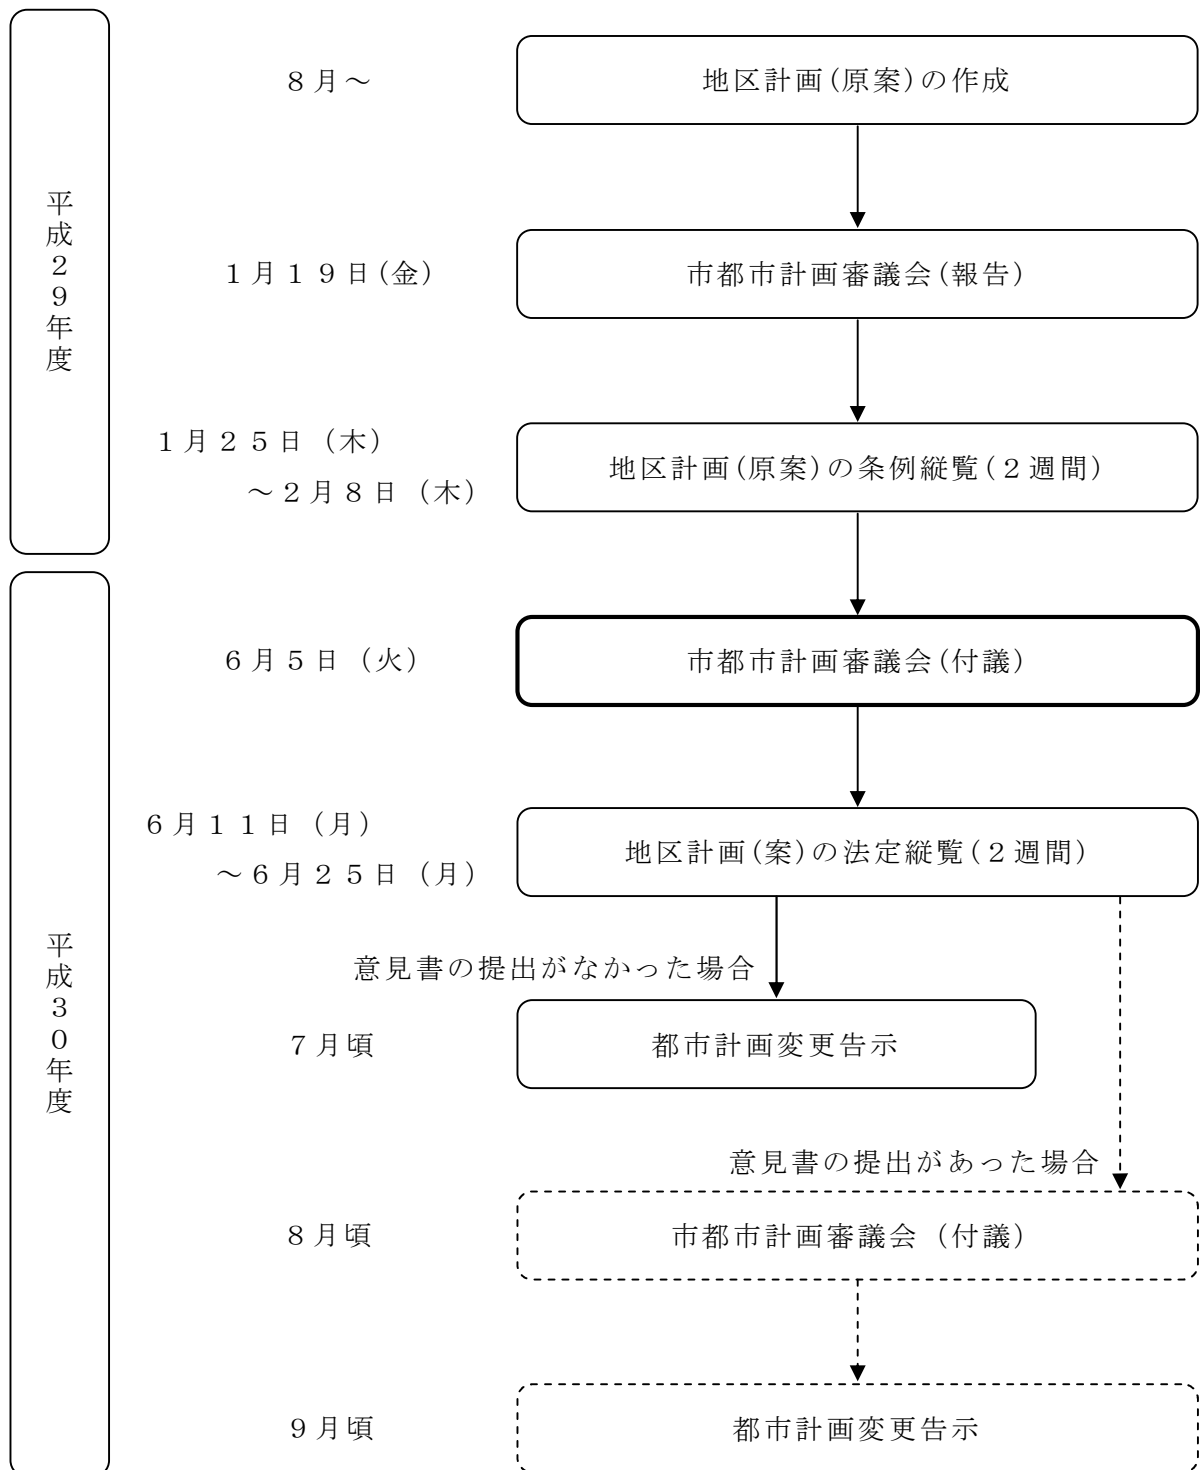 平成２９年度
８月～
地区計画(原案)の作成
１月１９日(金)
市都市計画審議会(報告)
１月２５日（木）
～２月８日（木）
地区計画(原案)の条例縦覧(２週間)
平成３０年度
６月５日（火）
市都市計画審議会(付議)
６月１１日（月）
～６月２５日（月）
地区計画(案)の法定縦覧(２週間)
意見書の提出がなかった場合
７月頃
都市計画変更告示
意見書の提出があった場合
８月頃
市都市計画審議会（付議）
９月頃
都市計画変更告示